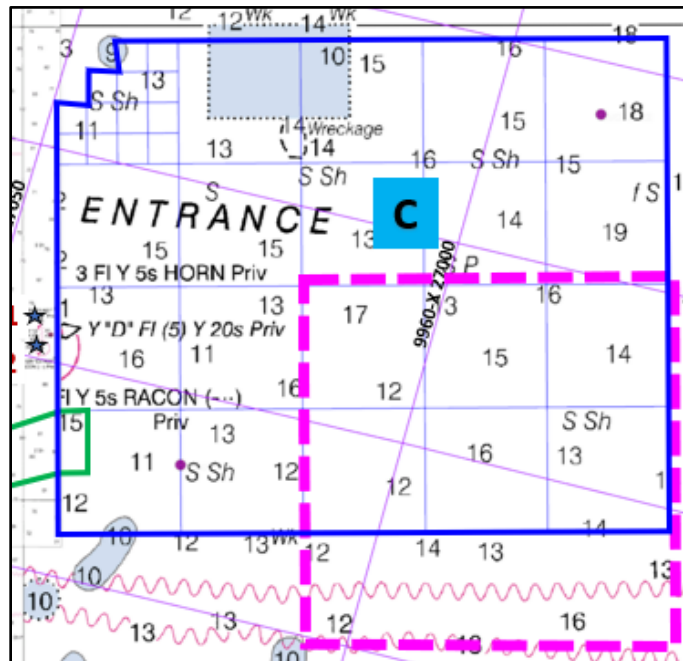 12 12 Wk 14 Wk
3 9 10 15 16 18
13
S Sh 18
11 14 Wreckage 15
13 14 16 S Sh 15
S S Sh f S
ENTRANCE C 14 19
15 15 13
3 Fl Y 5s HORN Priv P
13 13 17 3 16
Y "D" Fl (5) Y 20s Priv
9960-X 27000
16 11 15 14
Fl Y 5s RACON (-··) 16 12
Priv
15 13 S Sh
11 S Sh 12 16 13
12 12
10 12 13 Wk 12 14 13 14
10 13
10 13 13 12 16
10 13